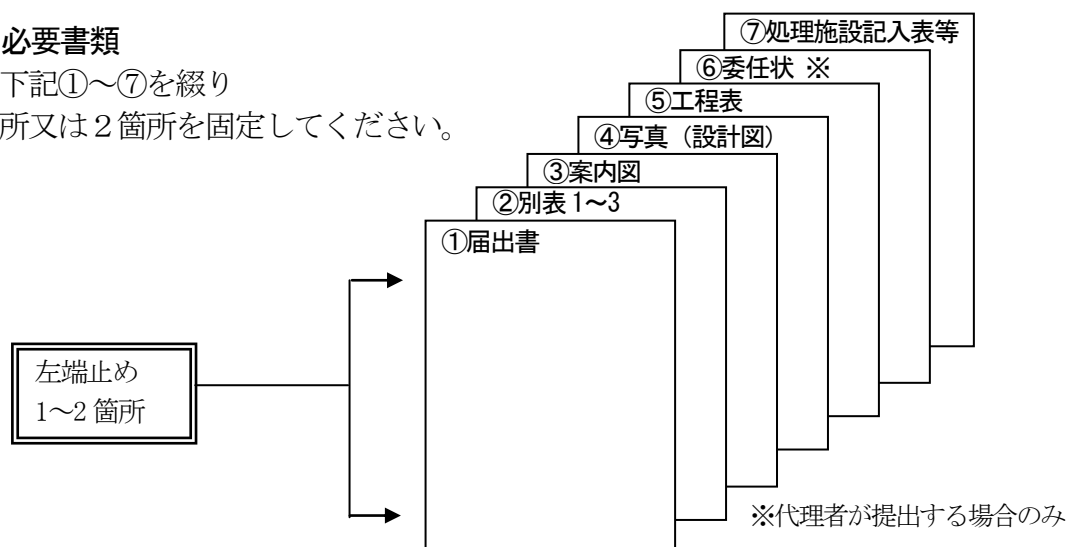 必要書類
下記①～⑦を綴り
所又は２箇所を固定してください。
⑦処理施設記入表等
⑥委任状 ※
⑤工程表
④写真（設計図）
③案内図
②別表 1～3
①届出書
左端止め
1～2 箇所
※代理者が提出する場合のみ